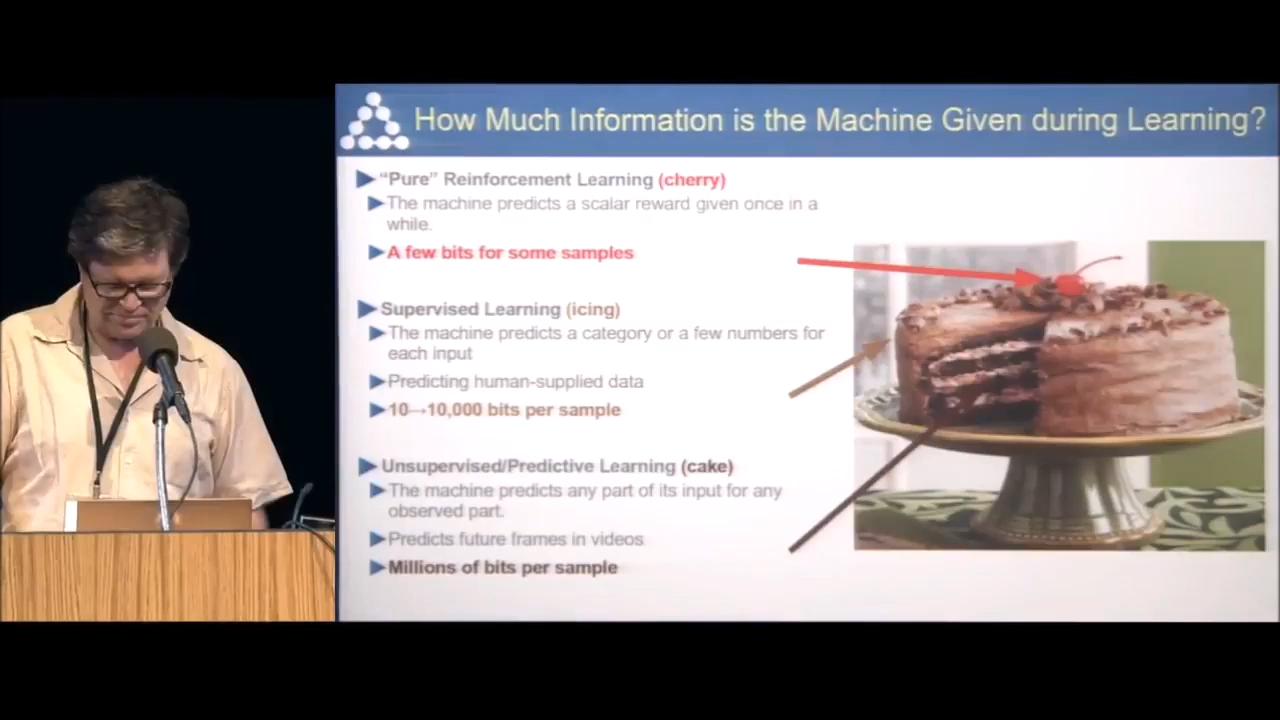 How Much Information is the Machine Given during Learning?
“Pure” Reinforcement Learning (cherry)
The machine predicts a scalar reward given once in a
while.
A few bits for some samples
Supervised Learning (icing)
The machine predicts a category or a few numbers for
each input
Predicting human-supplied data
10→10,000 bits per sample
Unsupervised/Predictive Learning (cake)
The machine predicts any part of its input for any
observed part.
Predicts future frames in videos
Millions of bits per sample